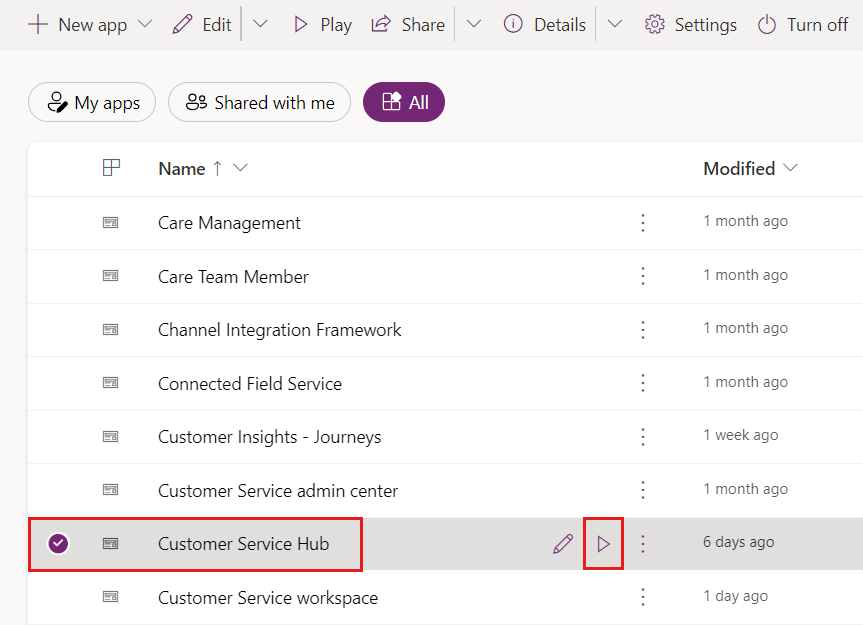 New app Edit Play Share Details Settings Turn off
My apps Shared with me All
Name ↑ Modified
Care Management 1 month ago
Care Team Member 1 month ago
Channel Integration Framework 1 month ago
Connected Field Service 1 month ago
Customer Insights - Journeys 1 week ago
Customer Service admin center 1 month ago
Customer Service Hub 6 days ago
Customer Service workspace 1 day ago